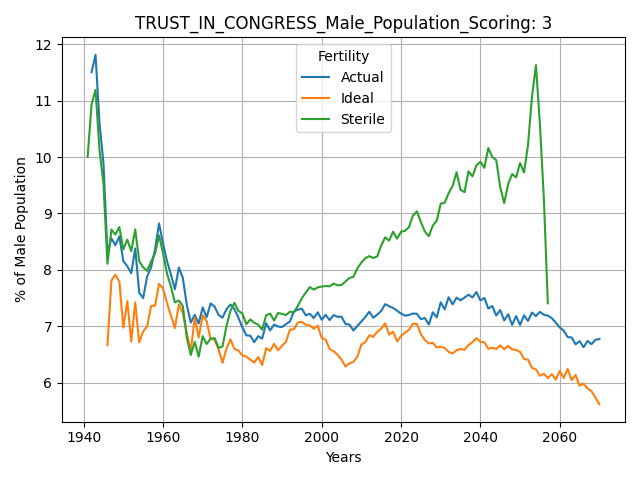 TRUST_IN_CONGRESS_Male_Population_Scoring: 3
Fertility
Actual
Ideal
Sterile
% of Male Population
12
11
10
9
8
7
6
1940
1960
1980
2000
2020
2040
2060
Years